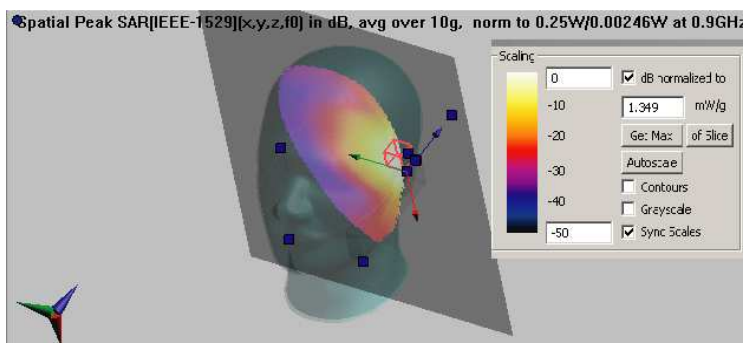 Spatial Peak SAR[IEEE-1529](x,y,z,f0) in dB, avg over 10g, norm to 0.25W/0.00246W at 0.9GHz
Scaling
0
dB normalized to
-10
1.349 mW/g
-20
Get Max of Slice
Autoscale
-30
Contours
-40
Grayscale
-50
Sync Scales